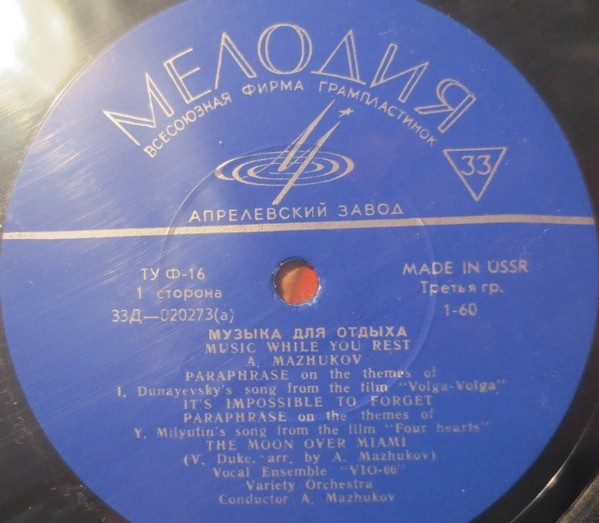 МЕЛОДИЯ
ВСЕСОЮЗНАЯ ФИРМА ГРАМПЛАСТИНОК
33
АПРЕЛЕВСКИЙ ЗАВОД
ТУ Ф-16
MADE IN USSR
1 сторона
Третья гр.
33Д—020273(а)
1-60
МУЗЫКА ДЛЯ ОТДЫХА
MUSIC WHILE YOU REST
A. MAZHUKOV
PARAPHRASE on the themes of
I. Dunayevsky's song from the film "Volga-Volga"
IT'S IMPOSSIBLE TO FORGET
PARAPHRASE on the themes of
Y. Milyutin's song from the film "Four hearts"
THE MOON OVER MIAMI
(V. Duke, arr. by A. Mazhukov)
Vocal Ensemble "VIO-66"
Variety Orchestra
Conductor A. Mazhukov